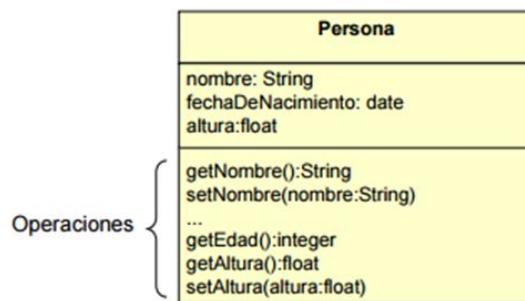 Persona
nombre: String
fechaDeNacimiento: date
altura:float
Operaciones
getNombre():String
setNombre(nombre:String)
...
getEdad():integer
getAltura():float
setAltura(altura:float)